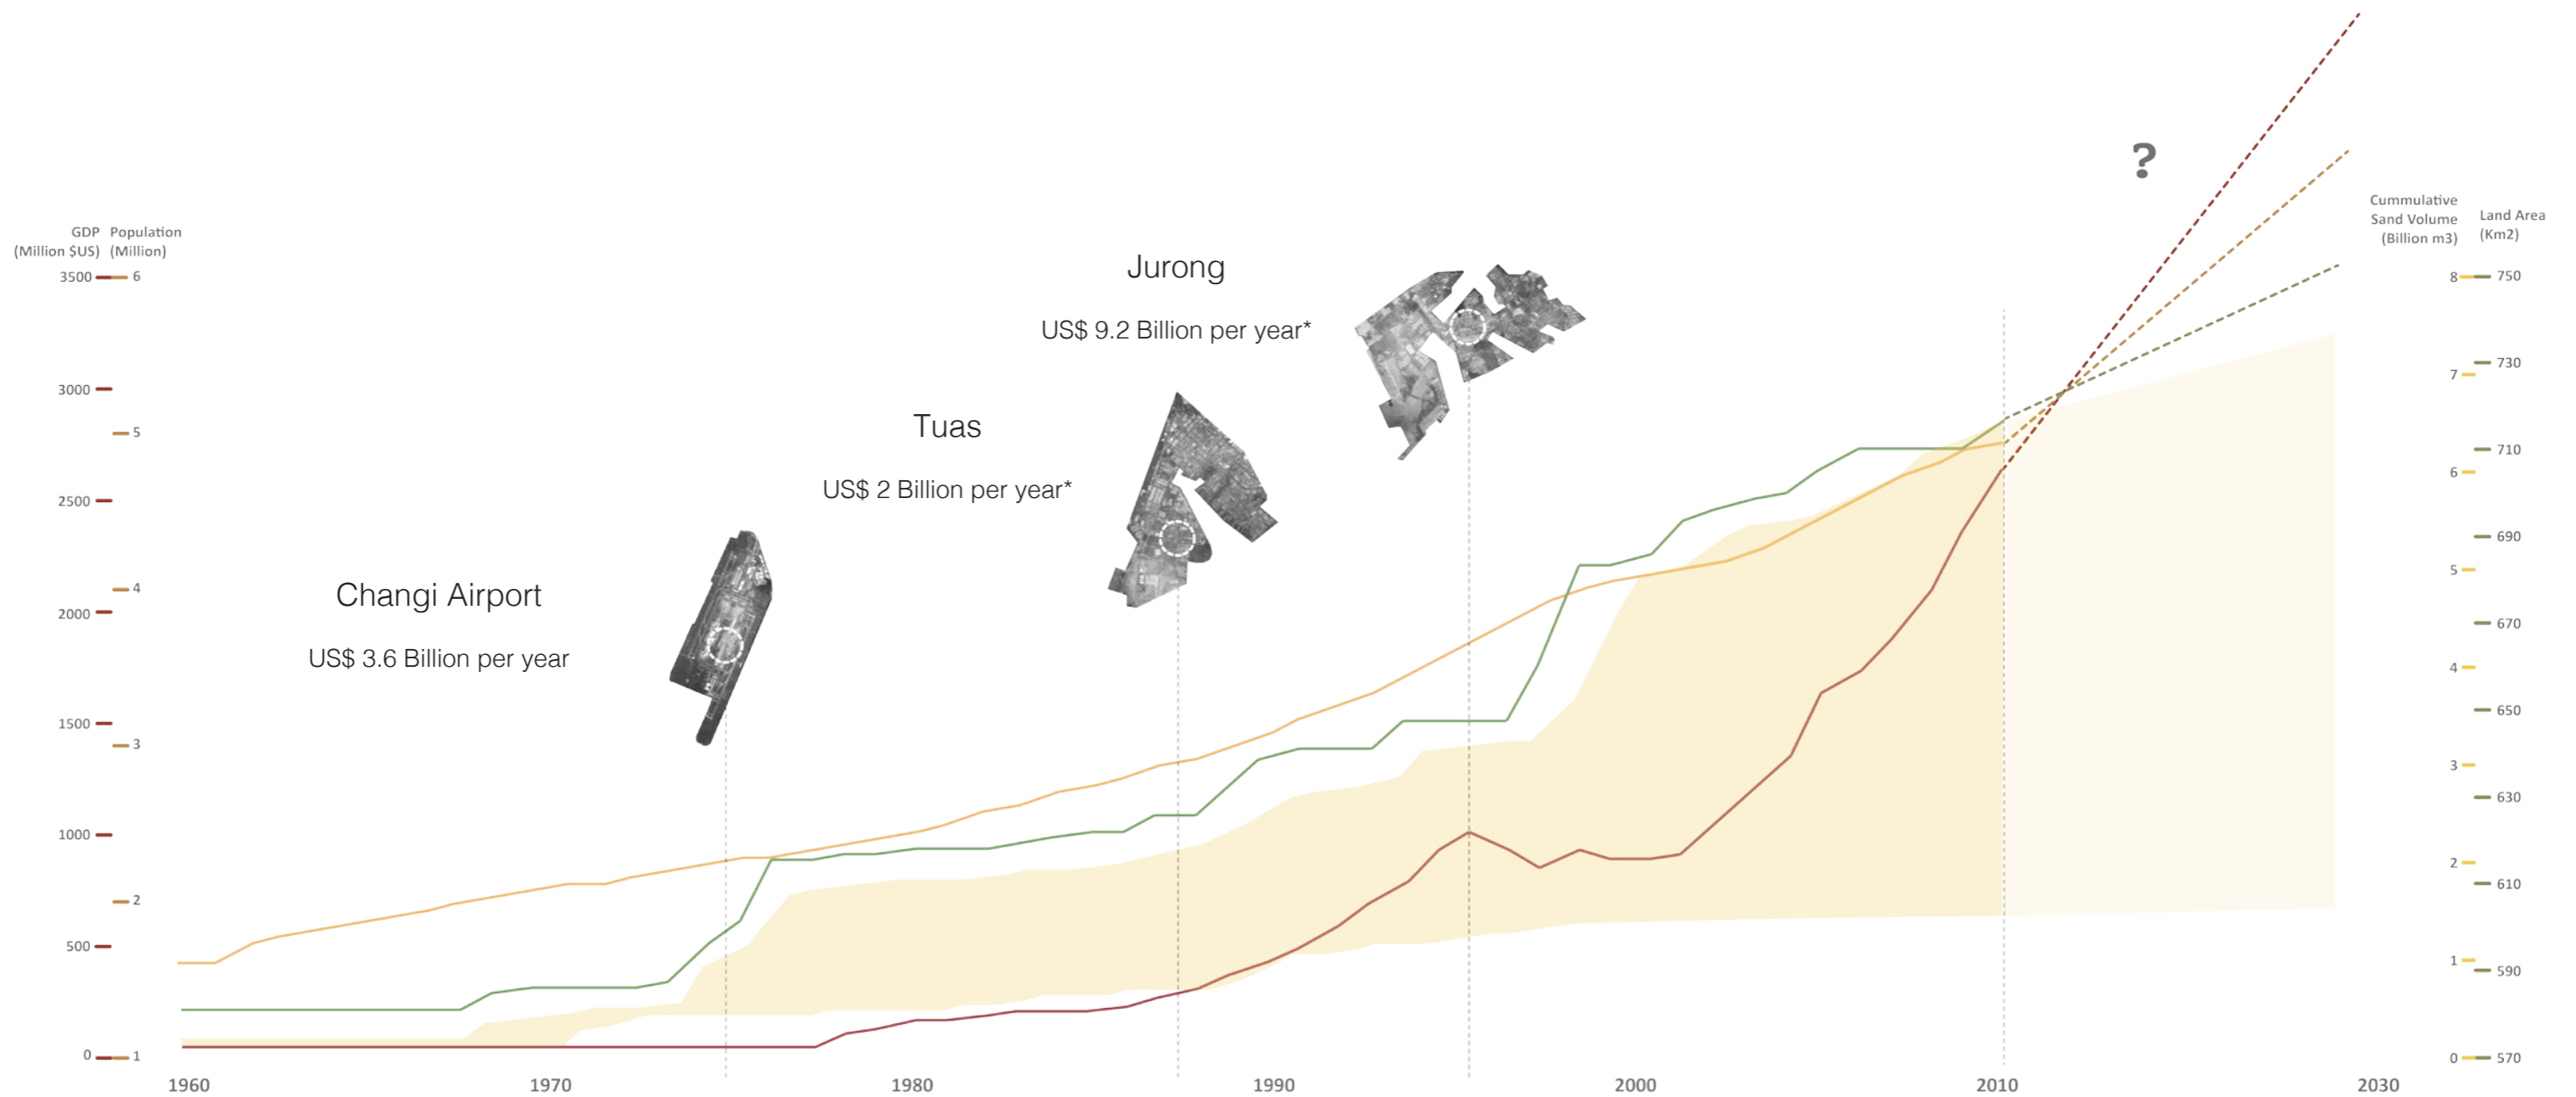 ?
Cummulative
Sand Volume
(Billion m3)
Land Area
(Km2)
GDP
(Million $US)
Population
(Million)
Jurong
US$ 9.2 Billion per year*
Tuas
US$ 2 Billion per year*
Changi Airport
US$ 3.6 Billion per year
3500
3000
2500
2000
1500
1000
500
0
6
5
4
3
2
1
8
7
6
5
4
3
2
1
0
750
730
710
690
670
650
630
610
590
570
1960 1970 1980 1990 2000 2010 2030